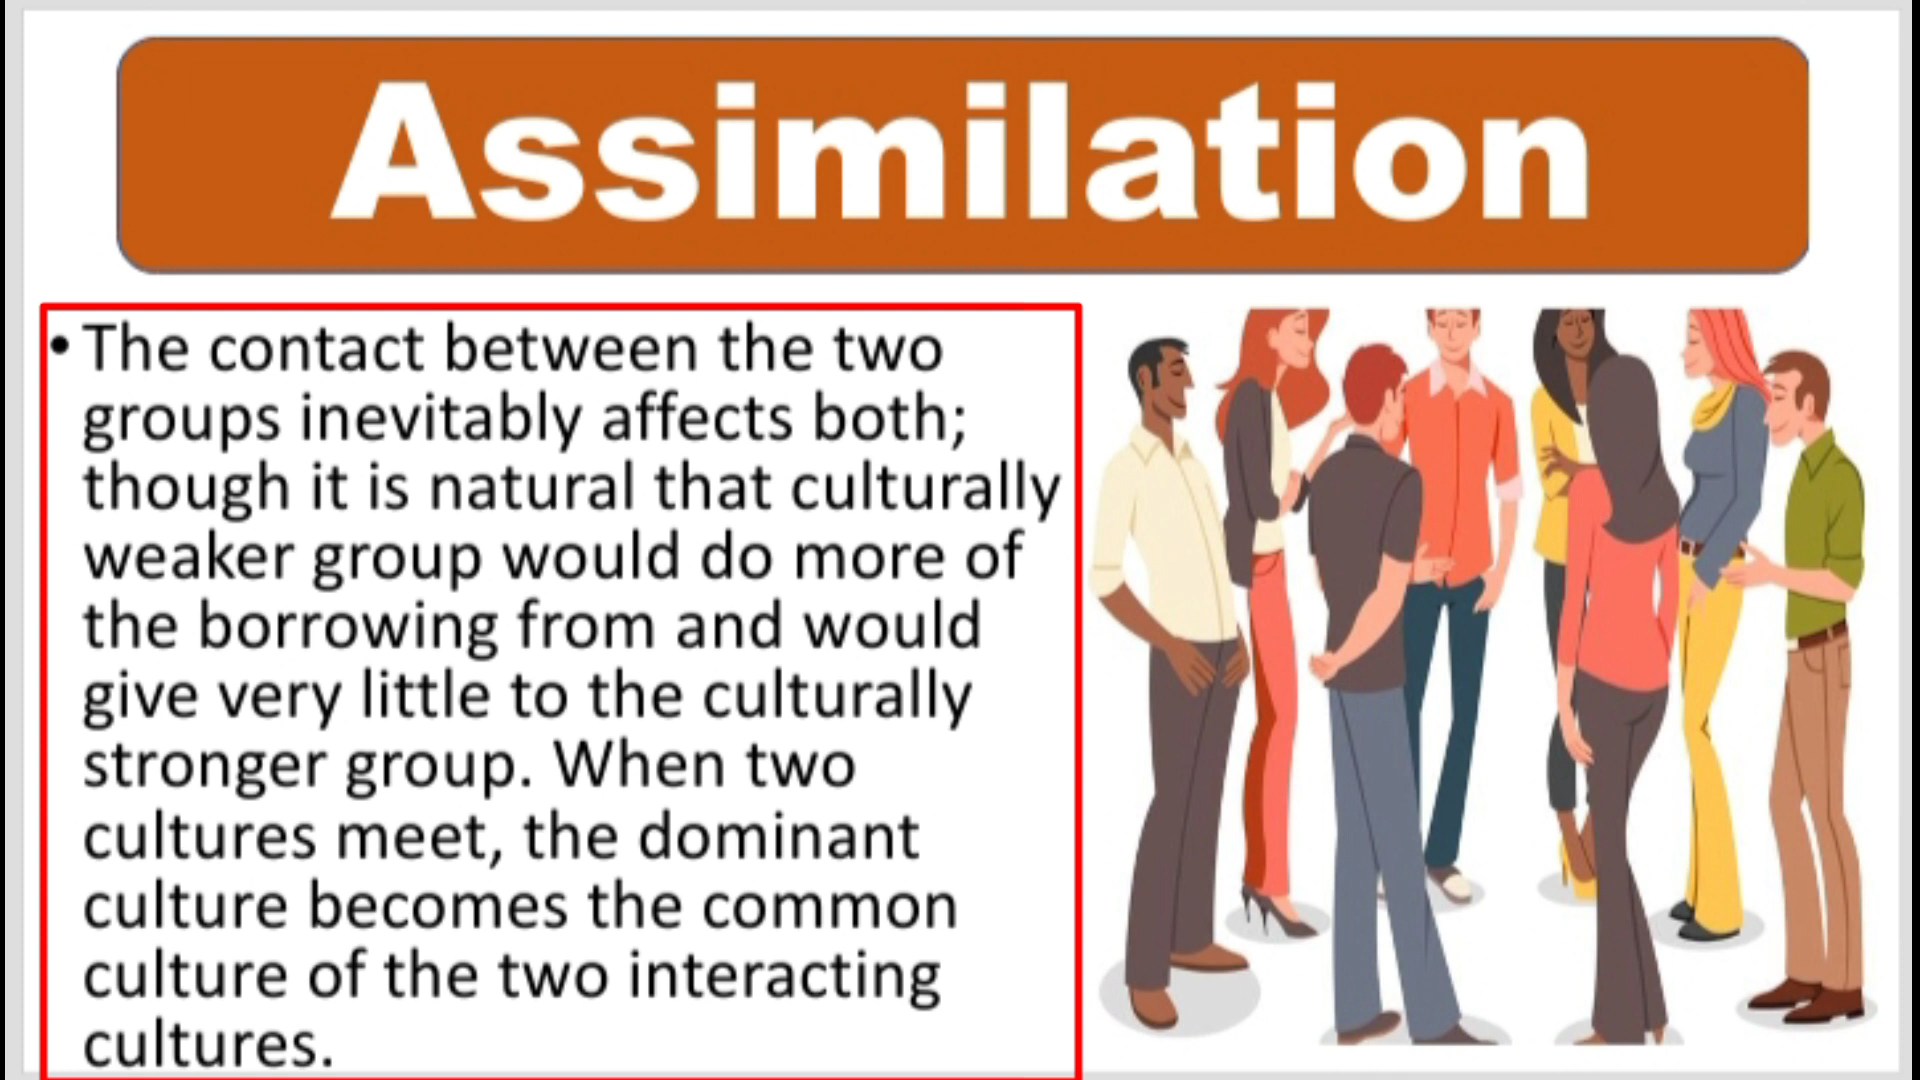 Assimilation
• The contact between the two
groups inevitably affects both;
though it is natural that culturally
weaker group would do more of
the borrowing from and would
give very little to the culturally
stronger group. When two
cultures meet, the dominant
culture becomes the common
culture of the two interacting
cultures.